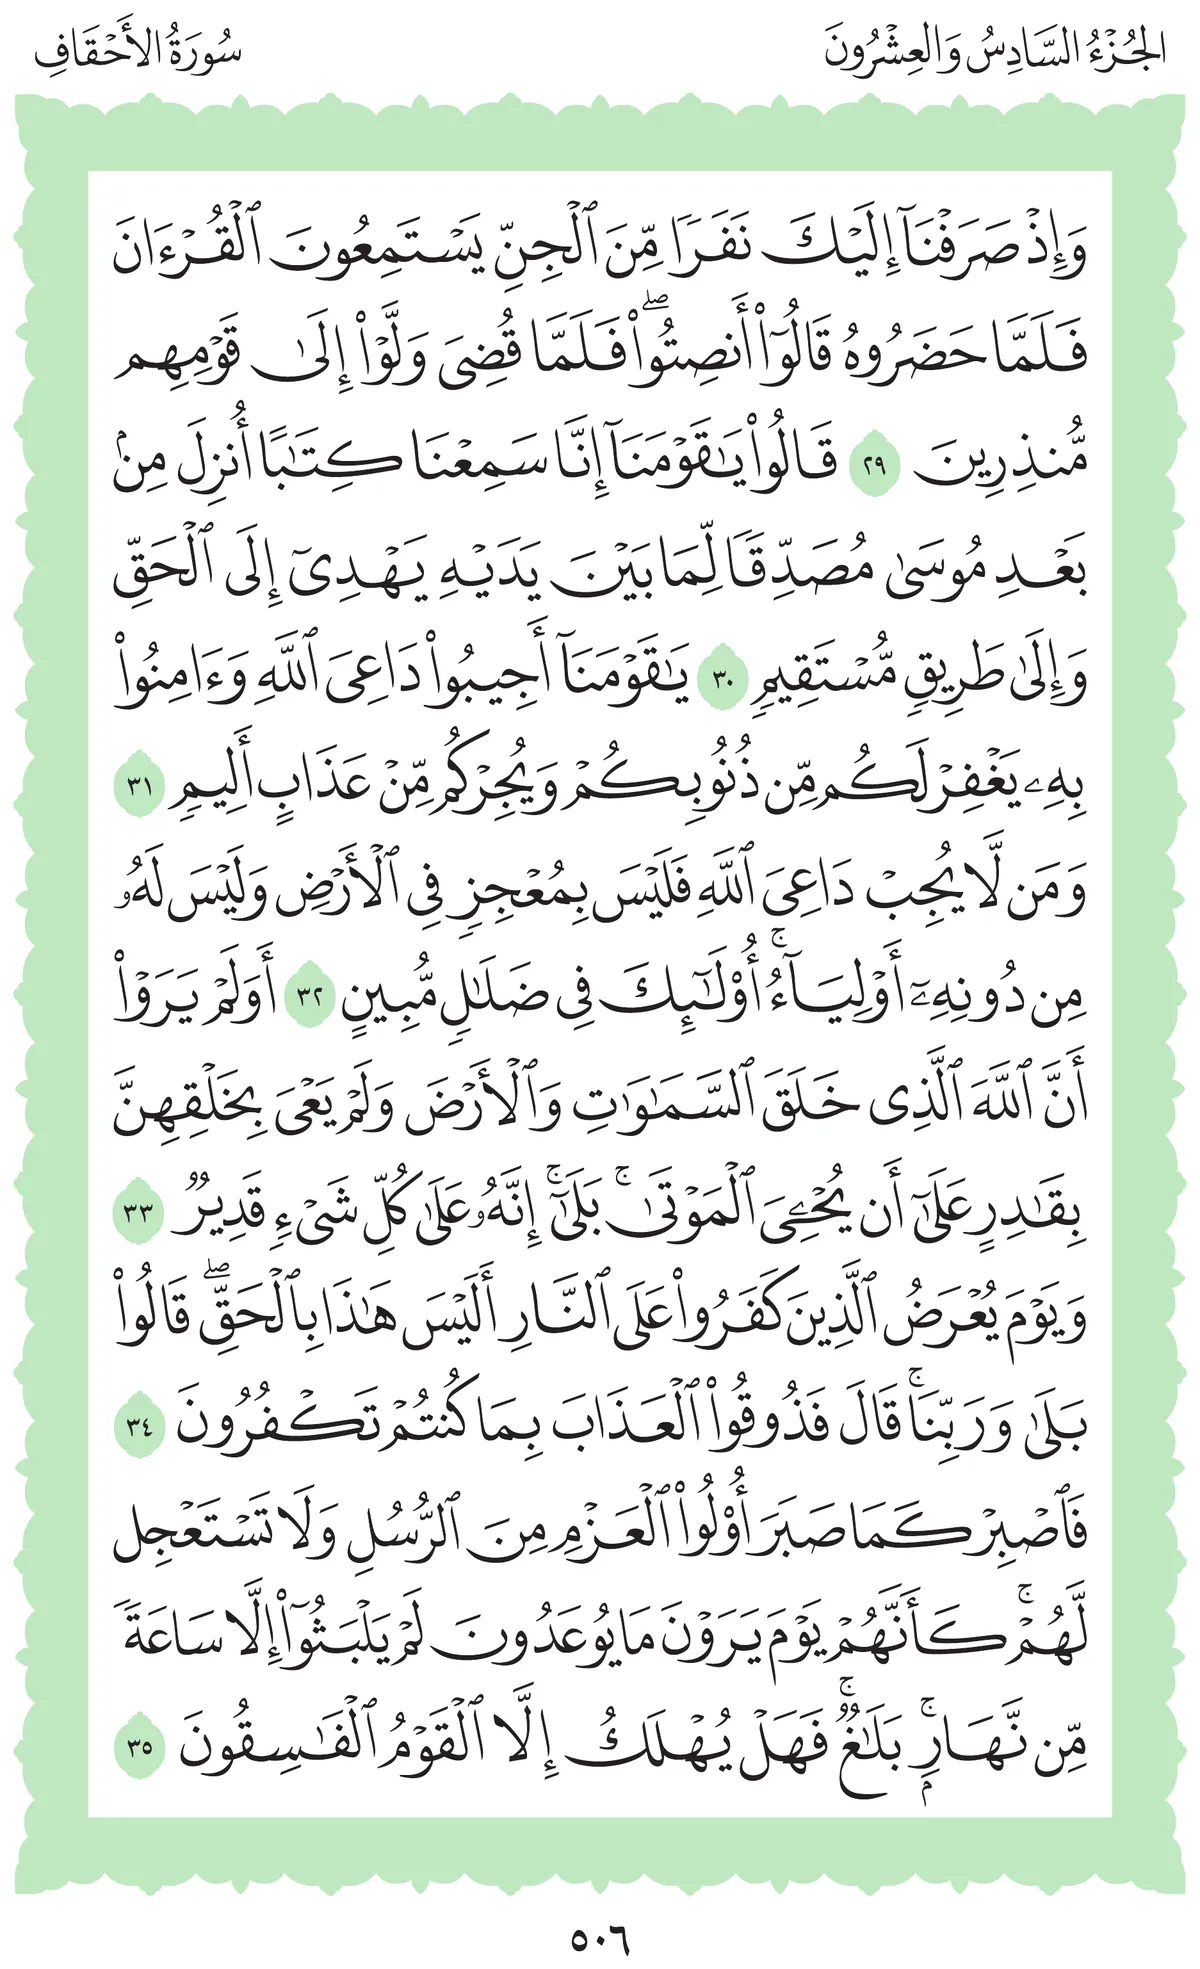 الجُزْءُ السَّادِسُ وَالعِشْرُونَ
سُورَةُ الأَحْقَافِ
وَإِذْ صَرَفْنَآ إِلَيْكَ نَفَرًا مِّنَ ٱلْجِنِّ يَسْتَمِعُونَ ٱلْقُرْءَانَ
فَلَمَّا حَضَرُوهُ قَالُوٓا۟ أَنصِتُوا۟ ۖ فَلَمَّا قُضِىَ وَلَّوْا۟ إِلَىٰ قَوْمِهِم
مُّنذِرِينَ ٢٩ قَالُوا۟ يَـٰقَوْمَنَآ إِنَّا سَمِعْنَا كِتَـٰبًا أُنزِلَ مِنۢ
بَعْدِ مُوسَىٰ مُصَدِّقًا لِّمَا بَيْنَ يَدَيْهِ يَهْدِىٓ إِلَى ٱلْحَقِّ
وَإِلَىٰ طَرِيقٍ مُّسْتَقِيمٍ ٣٠ يَـٰقَوْمَنَآ أَجِيبُوا۟ دَاعِىَ ٱللَّهِ وَءَامِنُوا۟
بِهِۦ يَغْفِرْ لَكُم مِّن ذُنُوبِكُمْ وَيُجِرْكُم مِّنْ عَذَابٍ أَلِيمٍ ٣١
وَمَن لَّا يُجِبْ دَاعِىَ ٱللَّهِ فَلَيْسَ بِمُعْجِزٍ فِى ٱلْأَرْضِ وَلَيْسَ لَهُۥ
مِن دُونِهِۦٓ أَوْلِيَآءُ ۚ أُو۟لَـٰٓئِكَ فِى ضَلَـٰلٍ مُّبِينٍ ٣٢ أَوَلَمْ يَرَوْا۟
أَنَّ ٱللَّهَ ٱلَّذِى خَلَقَ ٱلسَّمَـٰوَٰتِ وَٱلْأَرْضَ وَلَمْ يَعْىَ بِخَلْقِهِنَّ
بِقَـٰدِرٍ عَلَىٰٓ أَن يُحْـِۧىَ ٱلْمَوْتَىٰ ۚ بَلَىٰٓ ۚ إِنَّهُۥ عَلَىٰ كُلِّ شَىْءٍ قَدِيرٌ ٣٣
وَيَوْمَ يُعْرَضُ ٱلَّذِينَ كَفَرُوا۟ عَلَى ٱلنَّارِ أَلَيْسَ هَـٰذَا بِٱلْحَقِّ ۖ قَالُوا۟
بَلَىٰ وَرَبِّنَا ۚ قَالَ فَذُوقُوا۟ ٱلْعَذَابَ بِمَا كُنتُمْ تَكْفُرُونَ ٣٤
فَٱصْبِرْ كَمَا صَبَرَ أُو۟لُوا۟ ٱلْعَزْمِ مِنَ ٱلرُّسُلِ وَلَا تَسْتَعْجِل
لَّهُمْ ۚ كَأَنَّهُمْ يَوْمَ يَرَوْنَ مَا يُوعَدُونَ لَمْ يَلْبَثُوٓا۟ إِلَّا سَاعَةً
مِّن نَّهَارٍۭ ۚ بَلَـٰغٌ ۚ فَهَلْ يُهْلَكُ إِلَّا ٱلْقَوْمُ ٱلْفَـٰسِقُونَ ٣٥
٥٠٦